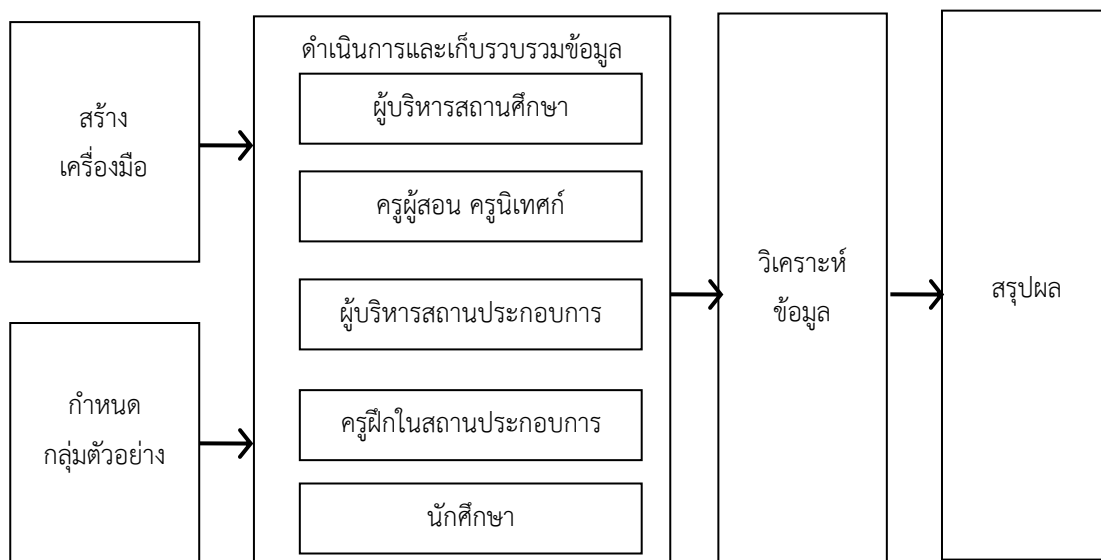 สร้าง
เครื่องมือ
กำหนด
กลุ่มตัวอย่าง
ดำเนินการและเก็บรวบรวมข้อมูล
ผู้บริหารสถานศึกษา
ครูผู้สอน ครูนิเทศก์
ผู้บริหารสถานประกอบการ
ครูฝึกในสถานประกอบการ
นักศึกษา
วิเคราะห์
ข้อมูล
สรุปผล